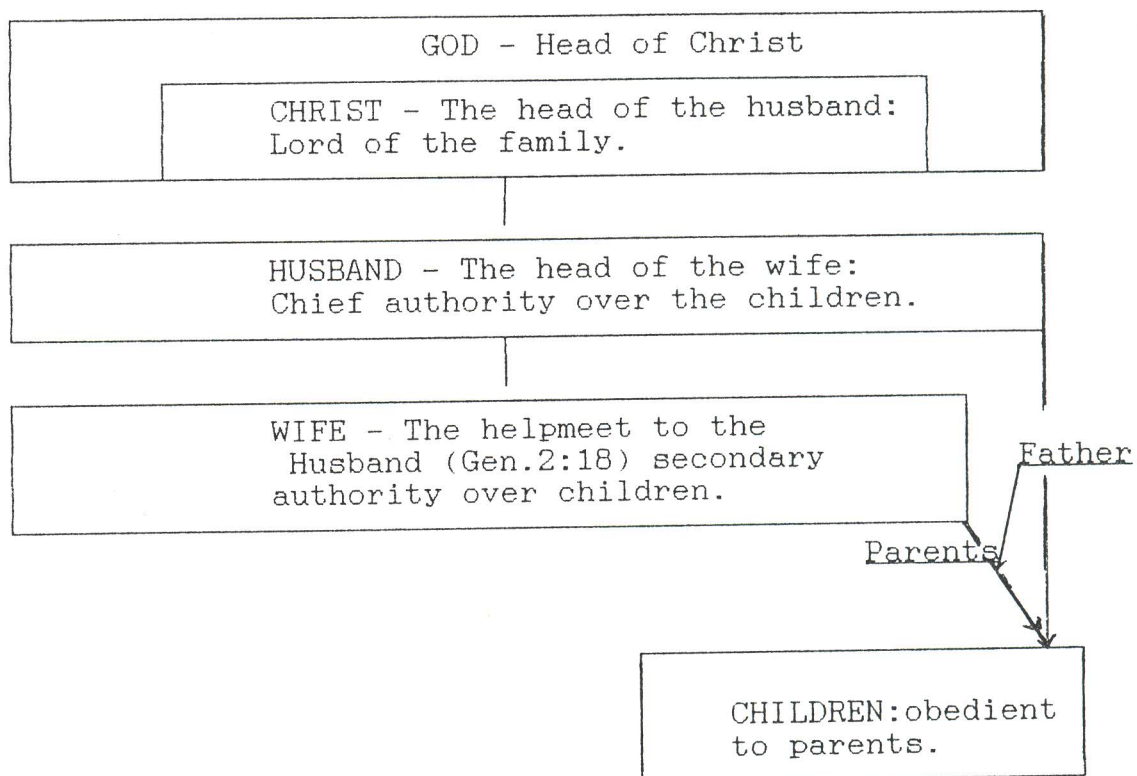 GOD - Head of Christ
CHRIST - The head of the husband:
Lord of the family.
HUSBAND - The head of the wife:
Chief authority over the children.
WIFE - The helpmeet to the
Husband (Gen.2:18) secondary
authority over children.
Father
Parents
CHILDREN:obedient
to parents.